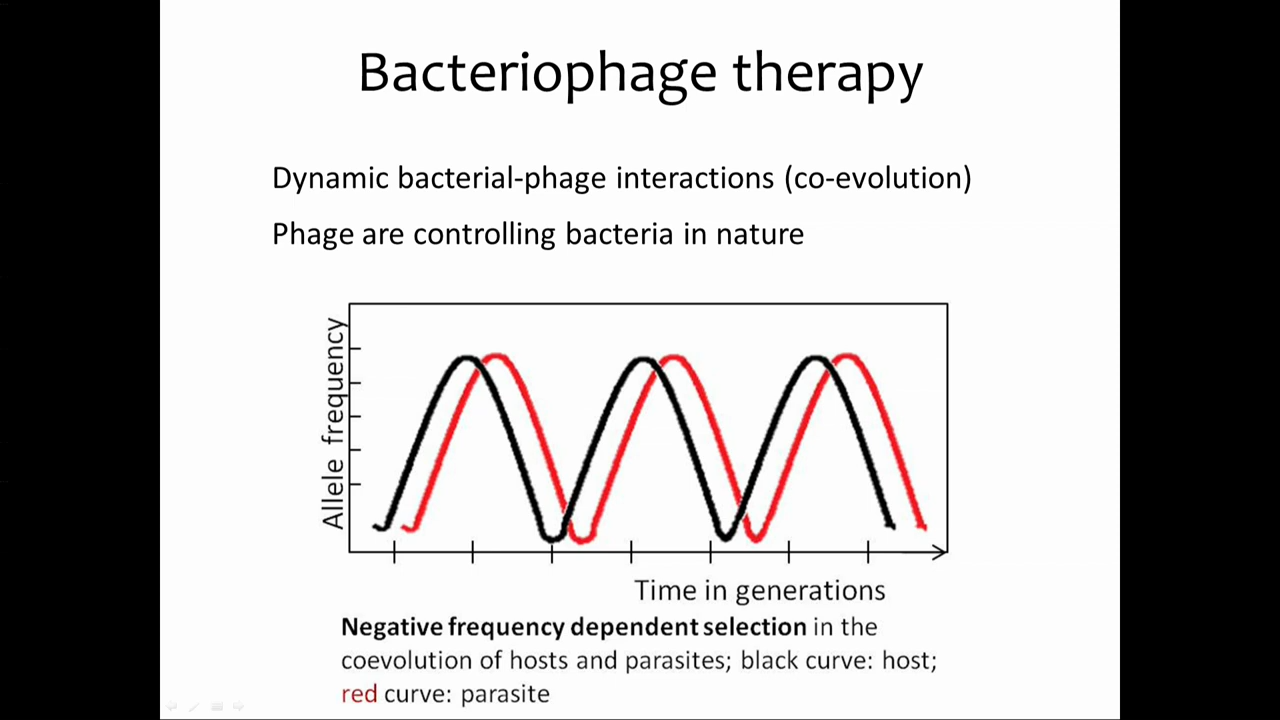 Bacteriophage therapy
Dynamic bacterial-phage interactions (co-evolution)
Phage are controlling bacteria in nature
Allele frequency
Time in generations
Negative frequency dependent selection in the
coevolution of hosts and parasites; black curve: host;
red curve: parasite